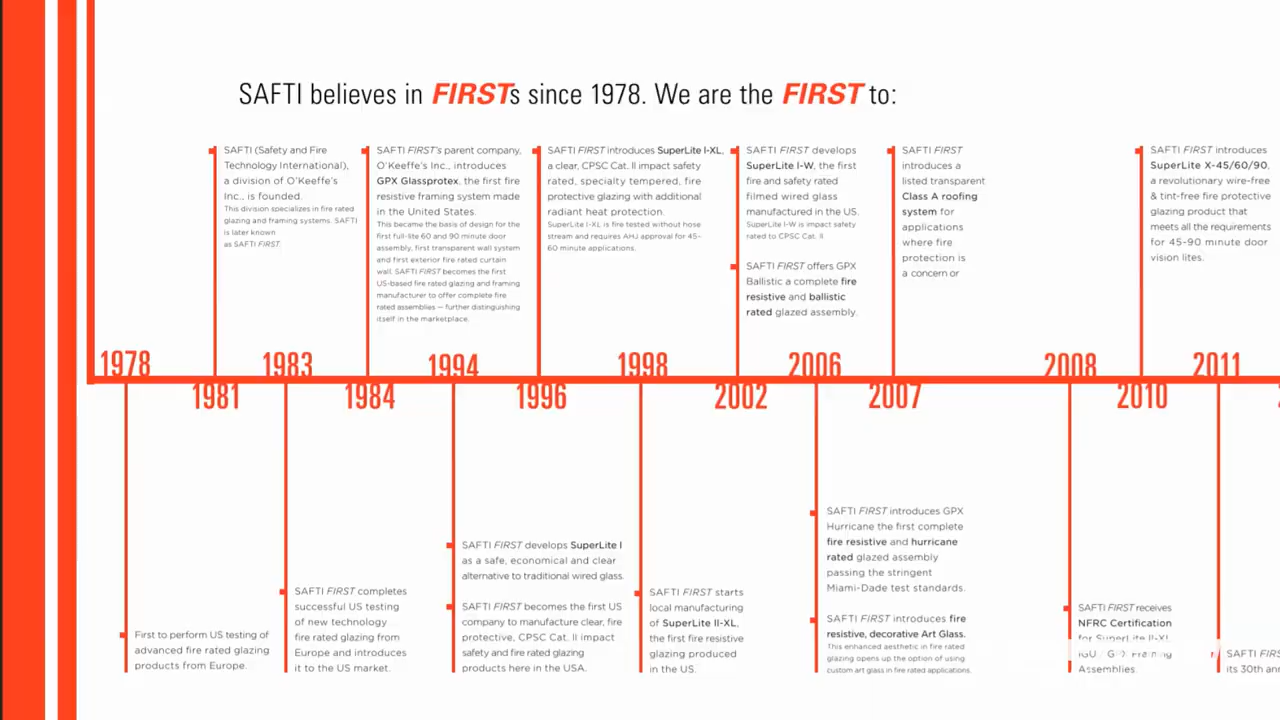 SAFTI believes in FIRSTs since 1978. We are the FIRST to:
SAFTI (Safety and Fire
Technology International),
a division of O'Keeffe's
Inc., is founded.
This division specializes in fire rated
glazing and framing systems. SAFTI
is later known
as SAFTI FIRST.
SAFTI FIRST's parent company,
O'Keeffe's Inc., introduces
GPX Glassprotex, the first fire
resistive framing system made
in the United States.
This became the basis of design for the
first full-lite 60 and 90 minute door
assembly, first transparent wall system
and first exterior fire rated curtain
wall. SAFTI FIRST becomes the first
US-based fire rated glazing and framing
manufacturer to offer complete fire
rated assemblies — further distinguishing
itself in the marketplace.
SAFTI FIRST introduces SuperLite I-XL,
a clear, CPSC Cat. II impact safety
rated, specialty tempered, fire
protective glazing with additional
radiant heat protection.
SuperLite I-XL is fire tested without hose
stream and requires AHJ approval for 45-
60 minute applications.
SAFTI FIRST develops
SuperLite I-W, the first
fire and safety rated
filmed wired glass
manufactured in the US.
SuperLite I-W is impact safety
rated to CPSC Cat. II
SAFTI FIRST offers GPX
Ballistic a complete fire
resistive and ballistic
rated glazed assembly.
SAFTI FIRST
introduces a
listed transparent
Class A roofing
system for
applications
where fire
protection is
a concern or
SAFTI FIRST introduces
SuperLite X-45/60/90,
a revolutionary wire-free
& tint-free fire protective
glazing product that
meets all the requirements
for 45-90 minute door
vision lites.
1978
1983
1994
1998
2006
2008
2011
1981
1984
1996
2002
2007
2010
First to perform US testing of
advanced fire rated glazing
products from Europe.
SAFTI FIRST completes
successful US testing
of new technology
fire rated glazing from
Europe and introduces
it to the US market.
SAFTI FIRST develops SuperLite I
as a safe, economical and clear
alternative to traditional wired glass.
SAFTI FIRST becomes the first US
company to manufacture clear, fire
protective, CPSC Cat. II impact
safety and fire rated glazing
products here in the USA.
SAFTI FIRST starts
local manufacturing
of SuperLite II-XL,
the first fire resistive
glazing produced
in the US.
SAFTI FIRST introduces GPX
Hurricane the first complete
fire resistive and hurricane
rated glazed assembly
passing the stringent
Miami-Dade test standards.
SAFTI FIRST introduces fire
resistive, decorative Art Glass.
This enhanced aesthetic in fire rated
glazing opens up the option of using
custom art glass in fire rated applications.
SAFTI FIRST receives
NFRC Certification
for SuperLite II-XL
IGU / GPX Framing
Assemblies.
SAFTI FIRS
its 30th ann